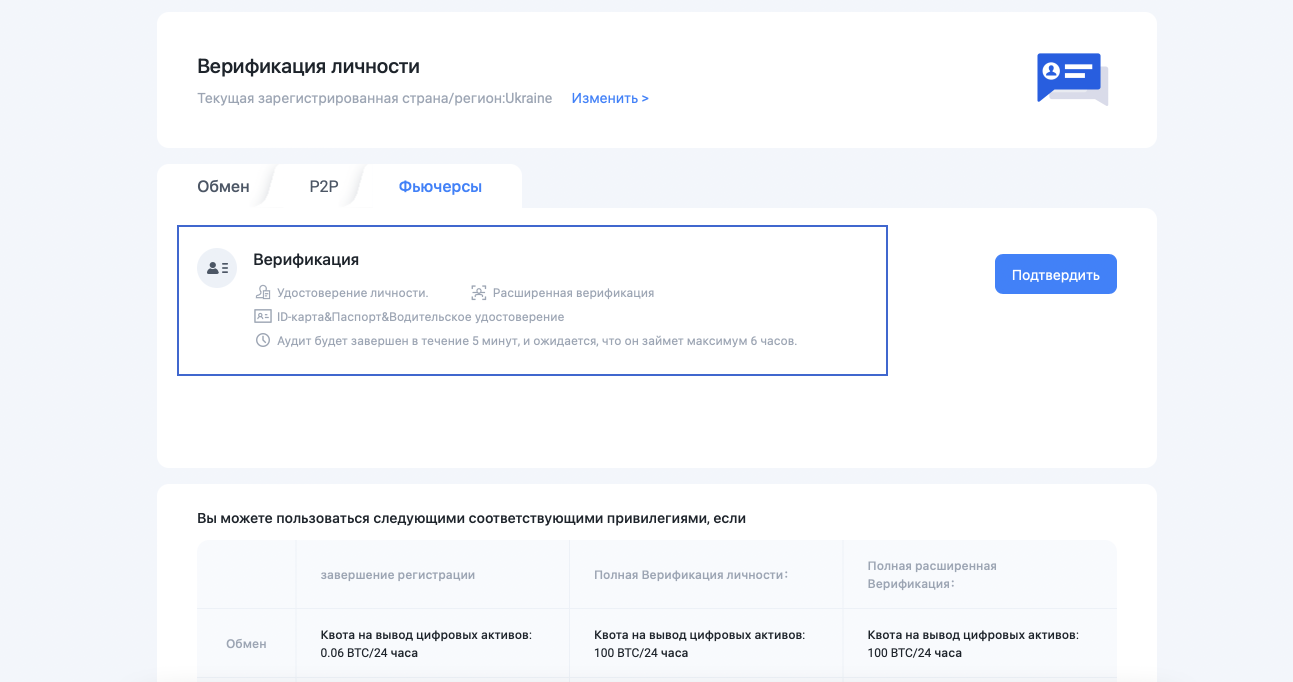 Верификация личности
Текущая зарегистрированная страна/регион:Ukraine Изменить >
Обмен P2P Фьючерсы
Верификация
Подтвердить
Удостоверение личности. Расширенная верификация
ID-карта&Паспорт&Водительское удостоверение
Аудит будет завершен в течение 5 минут, и ожидается, что он займет максимум 6 часов.
Вы можете пользоваться следующими соответствующими привилегиями, если
завершение регистрации
Полная Верификация личности：
Полная расширенная
Верификация：
Обмен
Квота на вывод цифровых активов:
0.06 BTC/24 часа
Квота на вывод цифровых активов:
100 BTC/24 часа
Квота на вывод цифровых активов:
100 BTC/24 часа